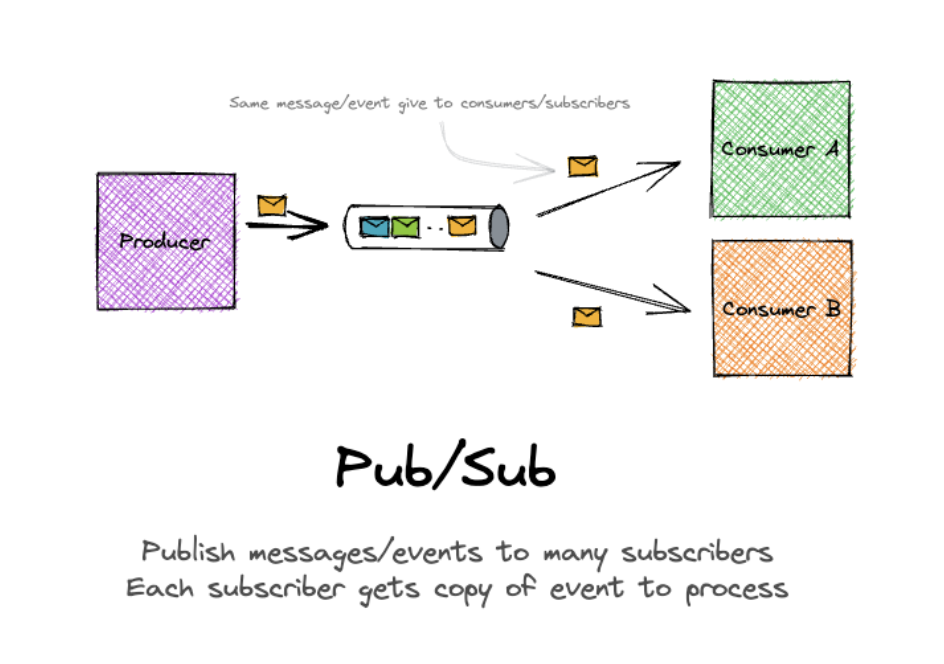 Same message/event give to consumers/subscribers
Producer
Consumer A
Consumer B
Pub/Sub
Publish messages/events to many subscribers
Each subscriber gets copy of event to process